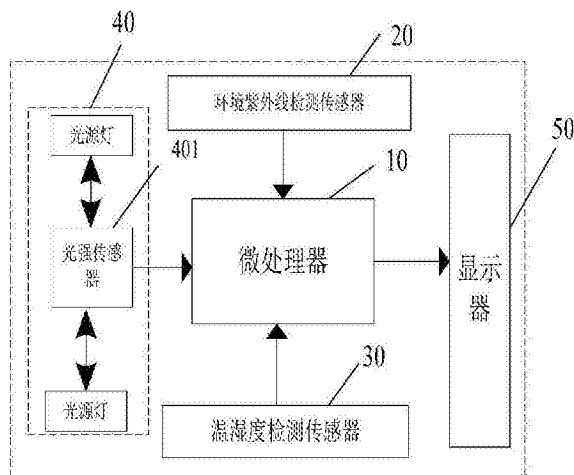 40
20
环境紫外线检测传感器
50
光源灯
401
10
光强传感
器
微处理器
显示
器
30
光源灯
温湿度检测传感器